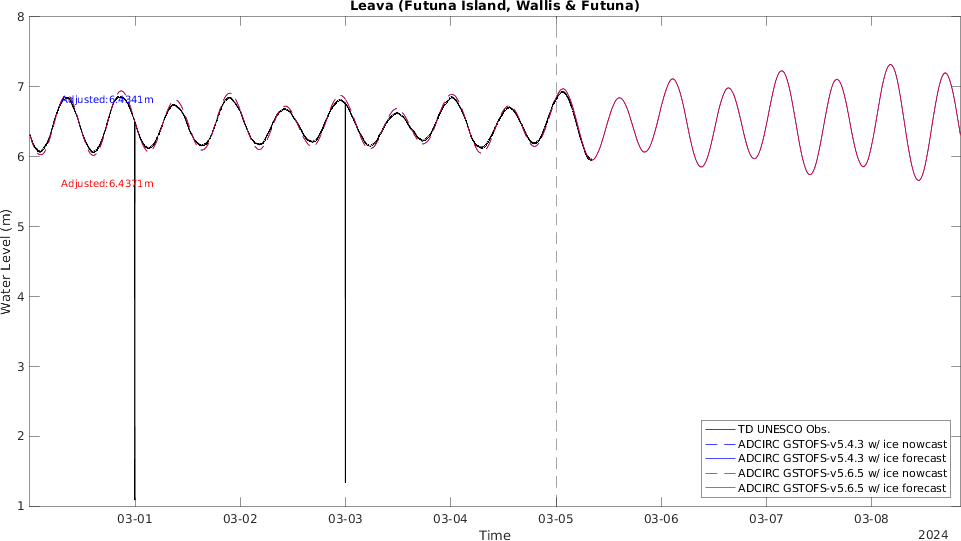 Leava (Futuna Island, Wallis & Futuna)
8
7
6
5
4
3
2
1
Water Level (m)
Adjusted:6.4341m
Adjusted:6.4371m
TD UNESCO Obs.
ADCIRC GSTOFS-v5.4.3 w/ ice nowcast
ADCIRC GSTOFS-v5.4.3 w/ ice forecast
ADCIRC GSTOFS-v5.6.5 w/ ice nowcast
ADCIRC GSTOFS-v5.6.5 w/ ice forecast
03-01 03-02 03-03 03-04 03-05 03-06 03-07 03-08
Time
2024